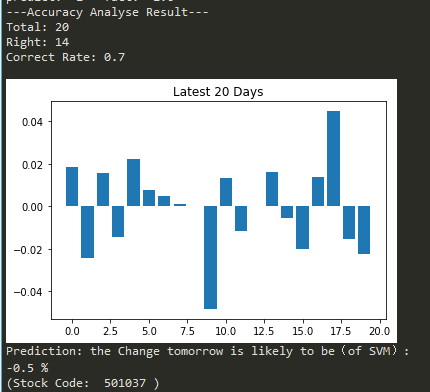 ---Accuracy Analyse Result---
Total: 20
Right: 14
Correct Rate: 0.7
Latest 20 Days
0.04
0.02
0.00
−0.02
−0.04
0.0 2.5 5.0 7.5 10.0 12.5 15.0 17.5 20.0
Prediction: the Change tomorrow is likely to be（of SVM）:
-0.5 %
(Stock Code:  501037 )